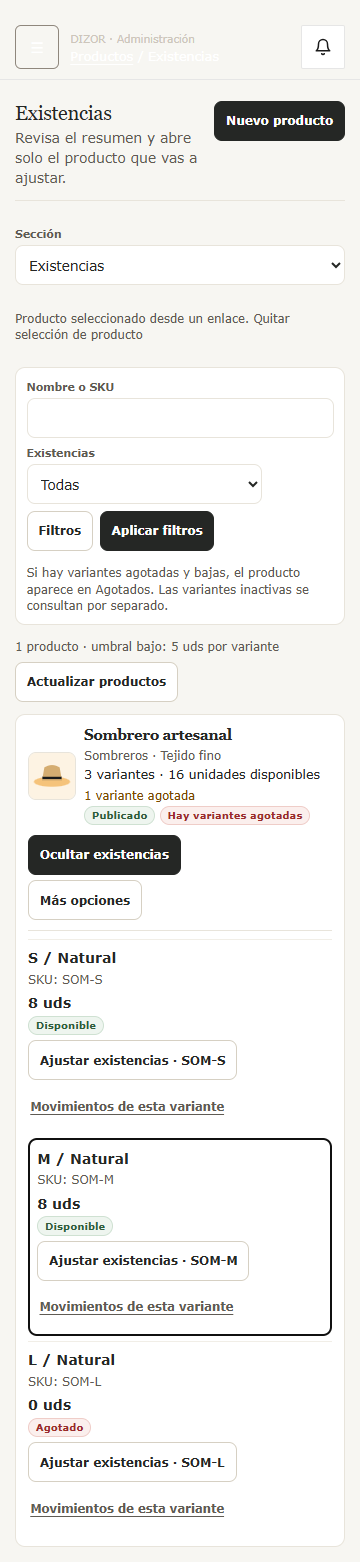 DIZOR · Administración
Productos / Existencias
Existencias
Revisa el resumen y abre
solo el producto que vas a
ajustar.
Nuevo producto
Sección
Existencias
Producto seleccionado desde un enlace. Quitar
selección de producto
Nombre o SKU
Existencias
Todas
Filtros
Aplicar filtros
Si hay variantes agotadas y bajas, el producto
aparece en Agotados. Las variantes inactivas se
consultan por separado.
1 producto · umbral bajo: 5 uds por variante
Actualizar productos
Sombrero artesanal
Sombreros · Tejido fino
3 variantes · 16 unidades disponibles
1 variante agotada
Publicado
Hay variantes agotadas
Ocultar existencias
Más opciones
S / Natural
SKU: SOM-S
8 uds
Disponible
Ajustar existencias · SOM-S
Movimientos de esta variante
M / Natural
SKU: SOM-M
8 uds
Disponible
Ajustar existencias · SOM-M
Movimientos de esta variante
L / Natural
SKU: SOM-L
0 uds
Agotado
Ajustar existencias · SOM-L
Movimientos de esta variante